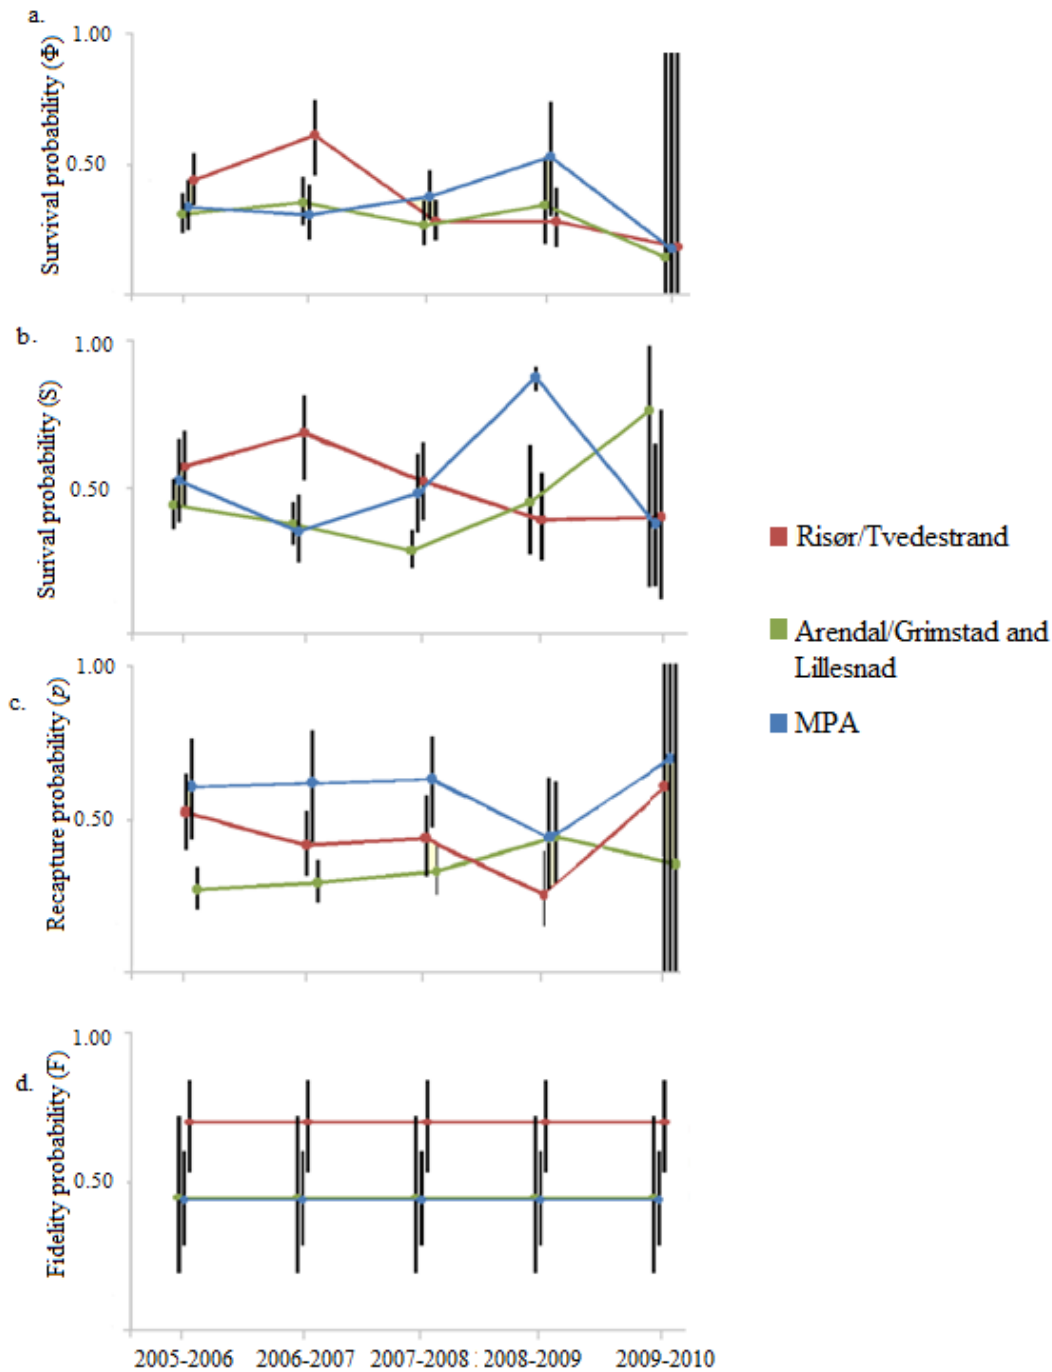 a.
1.00
0.50
Survival probability (Φ)
b.
1.00
0.50
Surival probability (S)
Risør/Tvedestrand
Arendal/Grimstad and
Lillesnad
MPA
c.
1.00
0.50
Recapture probability (p)
d.
1.00
0.50
Fidelity probability (F)
2005-2006 2006-2007 2007-2008 : 2008-2009 2009-2010